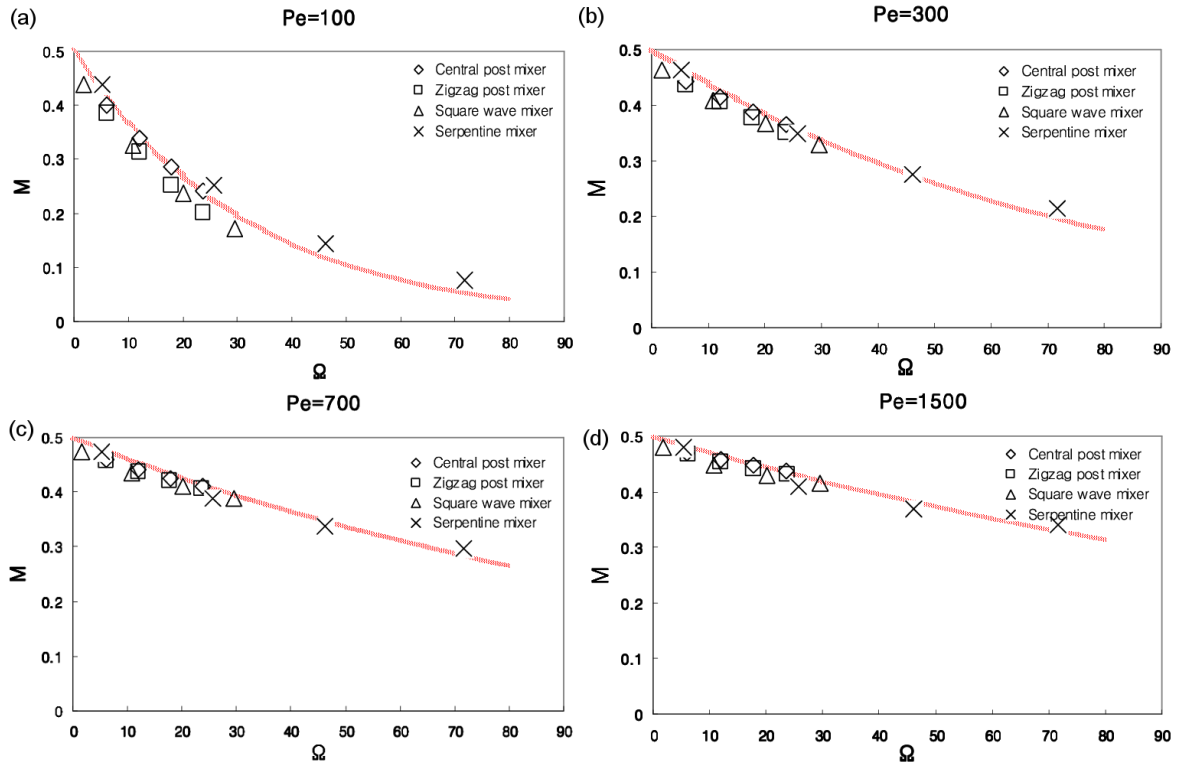 (a)
Pe=100
0.5
0.4
0.3
0.2
0.1
0
M
0 10 20 30 40 50 60 70 80 90
Ω
Central post mixer
Zigzag post mixer
Square wave mixer
Serpentine mixer
(b)
Pe=300
0.5
0.4
0.3
0.2
0.1
0
M
0 10 20 30 40 50 60 70 80 90
Ω
Central post mixer
Zigzag post mixer
Square wave mixer
Serpentine mixer
(c)
Pe=700
0.5
0.4
0.3
0.2
0.1
0
M
0 10 20 30 40 50 60 70 80 90
Ω
Central post mixer
Zigzag post mixer
Square wave mixer
Serpentine mixer
(d)
Pe=1500
0.5
0.4
0.3
0.2
0.1
0
M
0 10 20 30 40 50 60 70 80 90
Ω
Central post mixer
Zigzag post mixer
Square wave mixer
Serpentine mixer